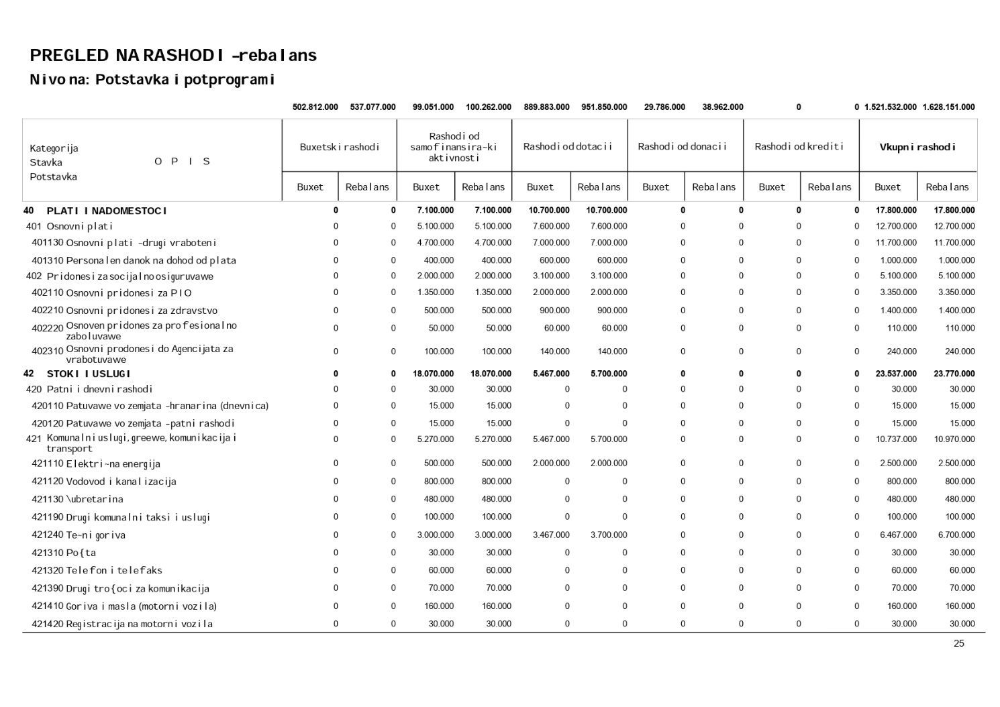 PREGLED NA RASHODI - rebalans
Nivo na: Potstavka i potprogrami
502.812.000 537.077.000 99.051.000 100.262.000 889.883.000 951.850.000 29.786.000 38.962.000 0 0 1.521.532.000 1.628.151.000
Kategorija
Stavka
Potstavka
O P I S
Buxetski rashodi
Rashodi od
samofinansira~ki
aktivnosti
Rashodi od dotacii
Rashodi od donacii
Rashodi od krediti
Vkupni rashodi
Buxet Rebalans Buxet Rebalans Buxet Rebalans Buxet Rebalans Buxet Rebalans Buxet Rebalans
40 PLATI I NADOMESTOCI 0 0 7.100.000 7.100.000 10.700.000 10.700.000 0 0 0 0 17.800.000 17.800.000
401 Osnovni plati 0 0 5.100.000 5.100.000 7.600.000 7.600.000 0 0 0 0 12.700.000 12.700.000
401130 Osnovni plati - drugi vraboteni 0 0 4.700.000 4.700.000 7.000.000 7.000.000 0 0 0 0 11.700.000 11.700.000
401310 Personalen danok na dohod od plata 0 0 400.000 400.000 600.000 600.000 0 0 0 0 1.000.000 1.000.000
402 Pridonesi za socijalno osiguruvawe 0 0 2.000.000 2.000.000 3.100.000 3.100.000 0 0 0 0 5.100.000 5.100.000
402110 Osnovni pridonesi za PIO 0 0 1.350.000 1.350.000 2.000.000 2.000.000 0 0 0 0 3.350.000 3.350.000
402210 Osnovni pridonesi za zdravstvo 0 0 500.000 500.000 900.000 900.000 0 0 0 0 1.400.000 1.400.000
402220 Osnoven pridones za profesionalno 0 0 50.000 50.000 60.000 60.000 0 0 0 0 110.000 110.000
zaboluvawe
402310 Osnovni prodonesi do Agencijata za 0 0 100.000 100.000 140.000 140.000 0 0 0 0 240.000 240.000
vrabotuvawe
42 STOKI I USLUGI 0 0 18.070.000 18.070.000 5.467.000 5.700.000 0 0 0 0 23.537.000 23.770.000
420 Patni i dnevni rashodi 0 0 30.000 30.000 0 0 0 0 0 0 30.000 30.000
420110 Patuvawe vo zemjata - hranarina (dnevnica) 0 0 15.000 15.000 0 0 0 0 0 0 15.000 15.000
420120 Patuvawe vo zemjata - patni rashodi 0 0 15.000 15.000 0 0 0 0 0 0 15.000 15.000
421 Komunalni uslugi, greewe, komunikacija i 0 0 5.270.000 5.270.000 5.467.000 5.700.000 0 0 0 0 10.737.000 10.970.000
transport
421110 Elektri~na energija 0 0 500.000 500.000 2.000.000 2.000.000 0 0 0 0 2.500.000 2.500.000
421120 Vodovod i kanalizacija 0 0 800.000 800.000 0 0 0 0 0 0 800.000 800.000
421130 \ubretarina 0 0 480.000 480.000 0 0 0 0 0 0 480.000 480.000
421190 Drugi komunalni taksi i uslugi 0 0 100.000 100.000 0 0 0 0 0 0 100.000 100.000
421240 Te~ni goriva 0 0 3.000.000 3.000.000 3.467.000 3.700.000 0 0 0 0 6.467.000 6.700.000
421310 Po{ta 0 0 30.000 30.000 0 0 0 0 0 0 30.000 30.000
421320 Telefon i telefaks 0 0 60.000 60.000 0 0 0 0 0 0 60.000 60.000
421390 Drugi tro{oci za komunikacija 0 0 70.000 70.000 0 0 0 0 0 0 70.000 70.000
421410 Goriva i masla (motorni vozila) 0 0 160.000 160.000 0 0 0 0 0 0 160.000 160.000
421420 Registracija na motorni vozila 0 0 30.000 30.000 0 0 0 0 0 0 30.000 30.000
25